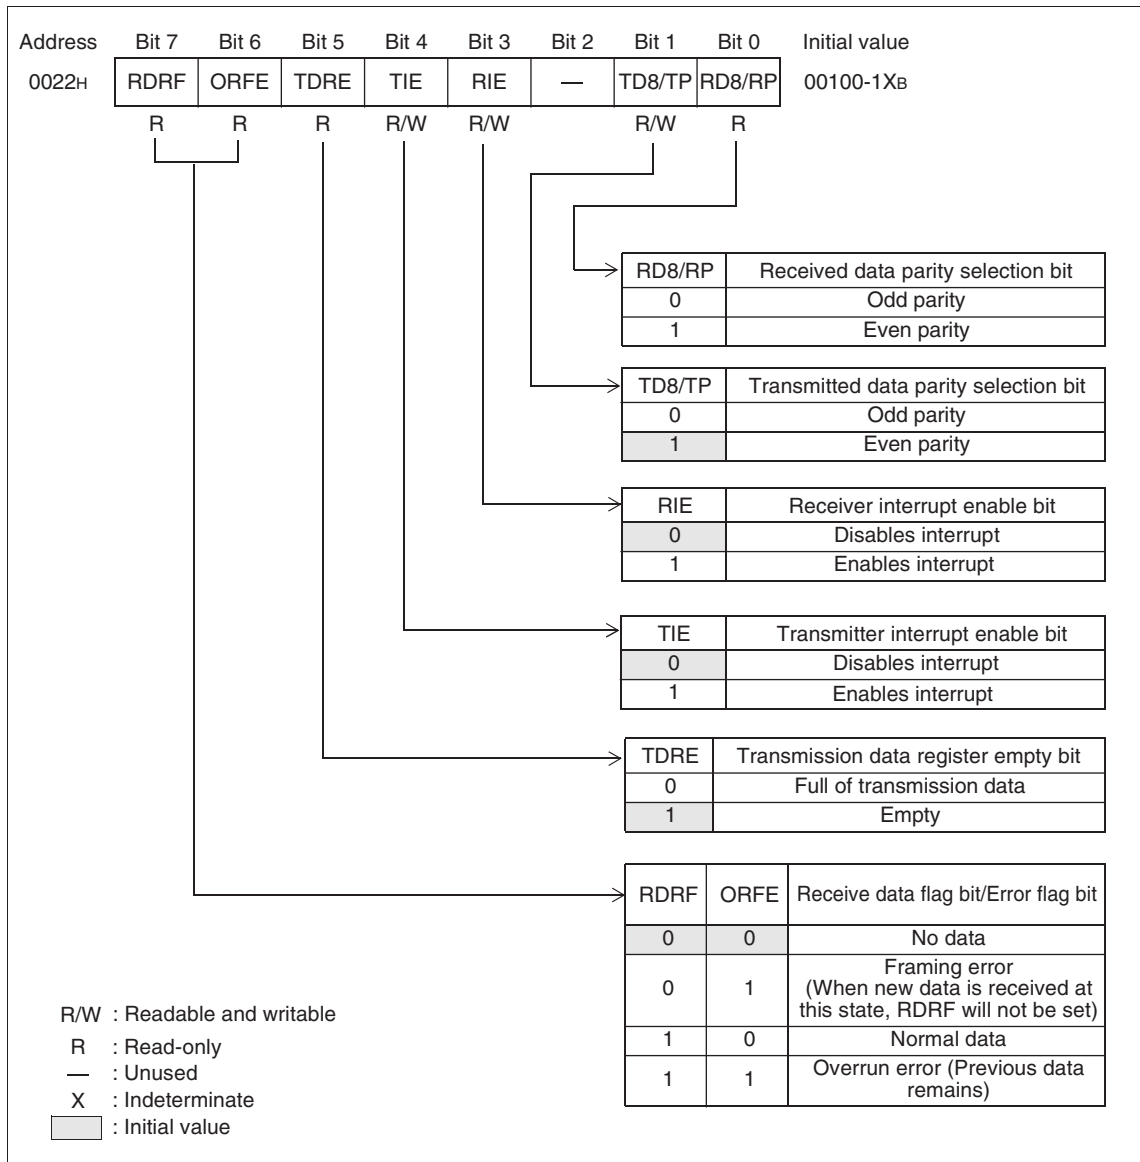 Address Bit 7 Bit 6 Bit 5 Bit 4 Bit 3 Bit 2 Bit 1 Bit 0 Initial value
0022H RDRF ORFE TDRE TIE RIE — TD8/TP RD8/RP 00100-1XB
R R R R/W R/W R/W R
RD8/RP Received data parity selection bit
0 Odd parity
1 Even parity
TD8/TP Transmitted data parity selection bit
0 Odd parity
1 Even parity
RIE Receiver interrupt enable bit
0 Disables interrupt
1 Enables interrupt
TIE Transmitter interrupt enable bit
0 Disables interrupt
1 Enables interrupt
TDRE Transmission data register empty bit
0 Full of transmission data
1 Empty
RDRF ORFE Receive data flag bit/Error flag bit
0 0 No data
0 1 Framing error
(When new data is received at
this state, RDRF will not be set)
1 0 Normal data
1 1 Overrun error (Previous data
remains)
R/W : Readable and writable
R : Read-only
— : Unused
X : Indeterminate
: Initial value